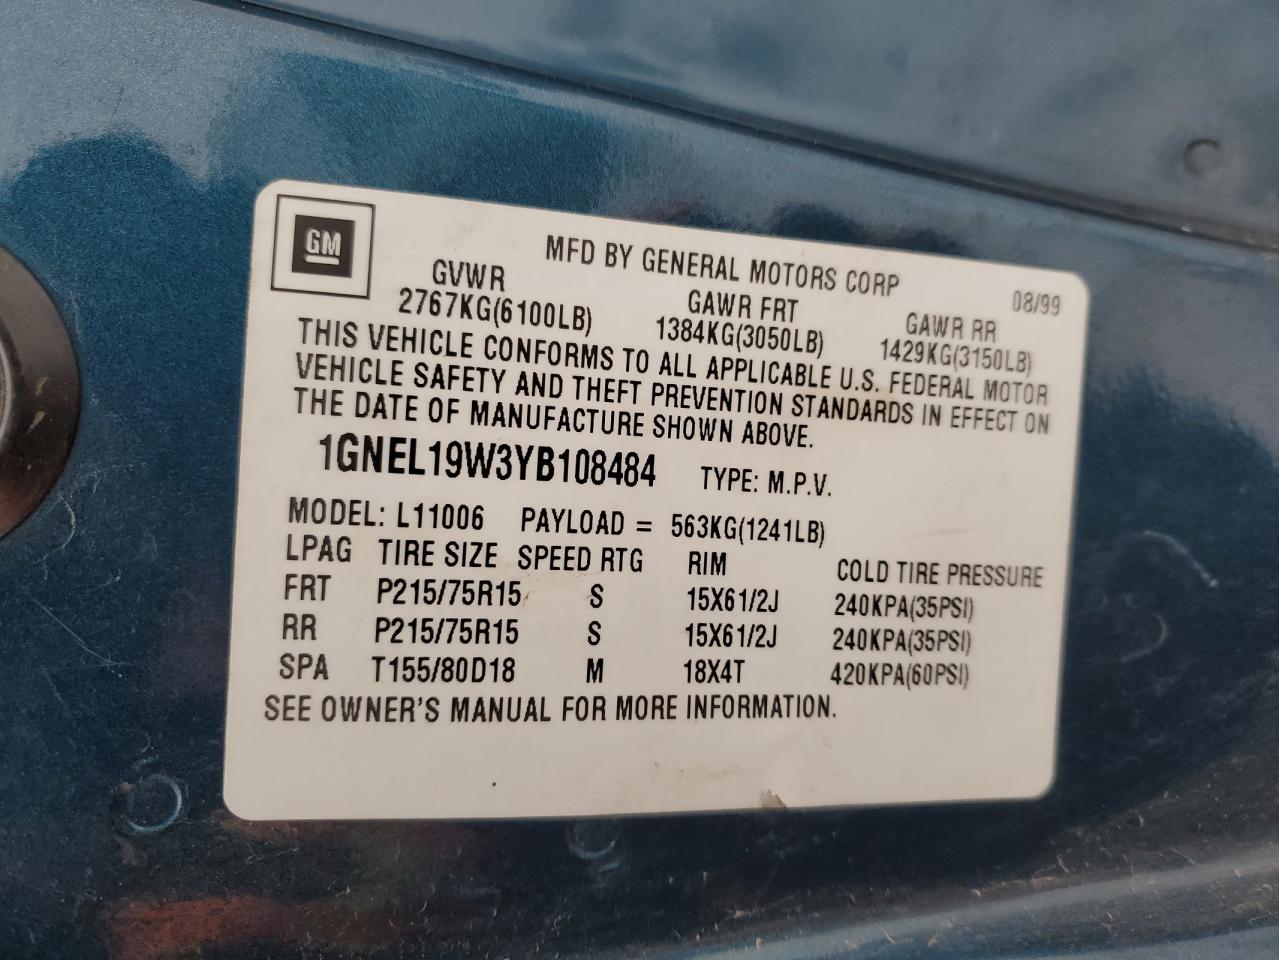 GM
MFD BY GENERAL MOTORS CORP 08/99
GVWR GAWR FRT GAWR RR
2767KG(6100LB) 1384KG(3050LB) 1429KG(3150LB)
THIS VEHICLE CONFORMS TO ALL APPLICABLE U.S. FEDERAL MOTOR
VEHICLE SAFETY AND THEFT PREVENTION STANDARDS IN EFFECT ON
THE DATE OF MANUFACTURE SHOWN ABOVE.
1GNEL19W3YB108484 TYPE: M.P.V.
MODEL: L11006 PAYLOAD = 563KG(1241LB)
LPAG TIRE SIZE SPEED RTG RIM COLD TIRE PRESSURE
FRT P215/75R15 S 15X61/2J 240KPA(35PSI)
RR P215/75R15 S 15X61/2J 240KPA(35PSI)
SPA T155/80D18 M 18X4T 420KPA(60PSI)
SEE OWNER'S MANUAL FOR MORE INFORMATION.